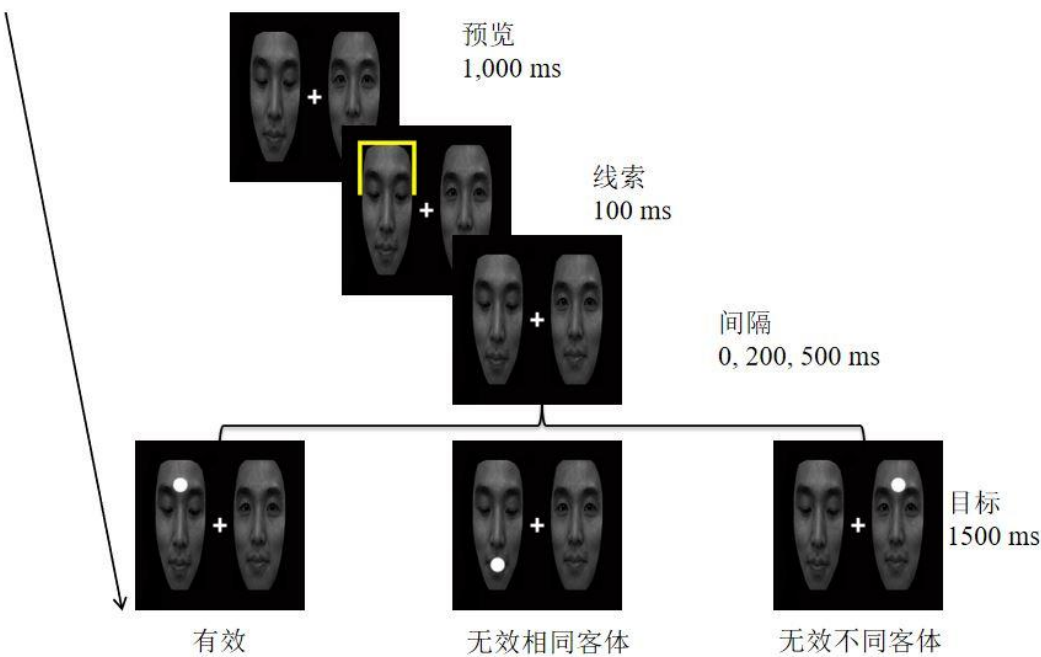 预览
1,000 ms
线索
100 ms
间隔
0, 200, 500 ms
目标
1500 ms
有效
无效相同客体
无效不同客体